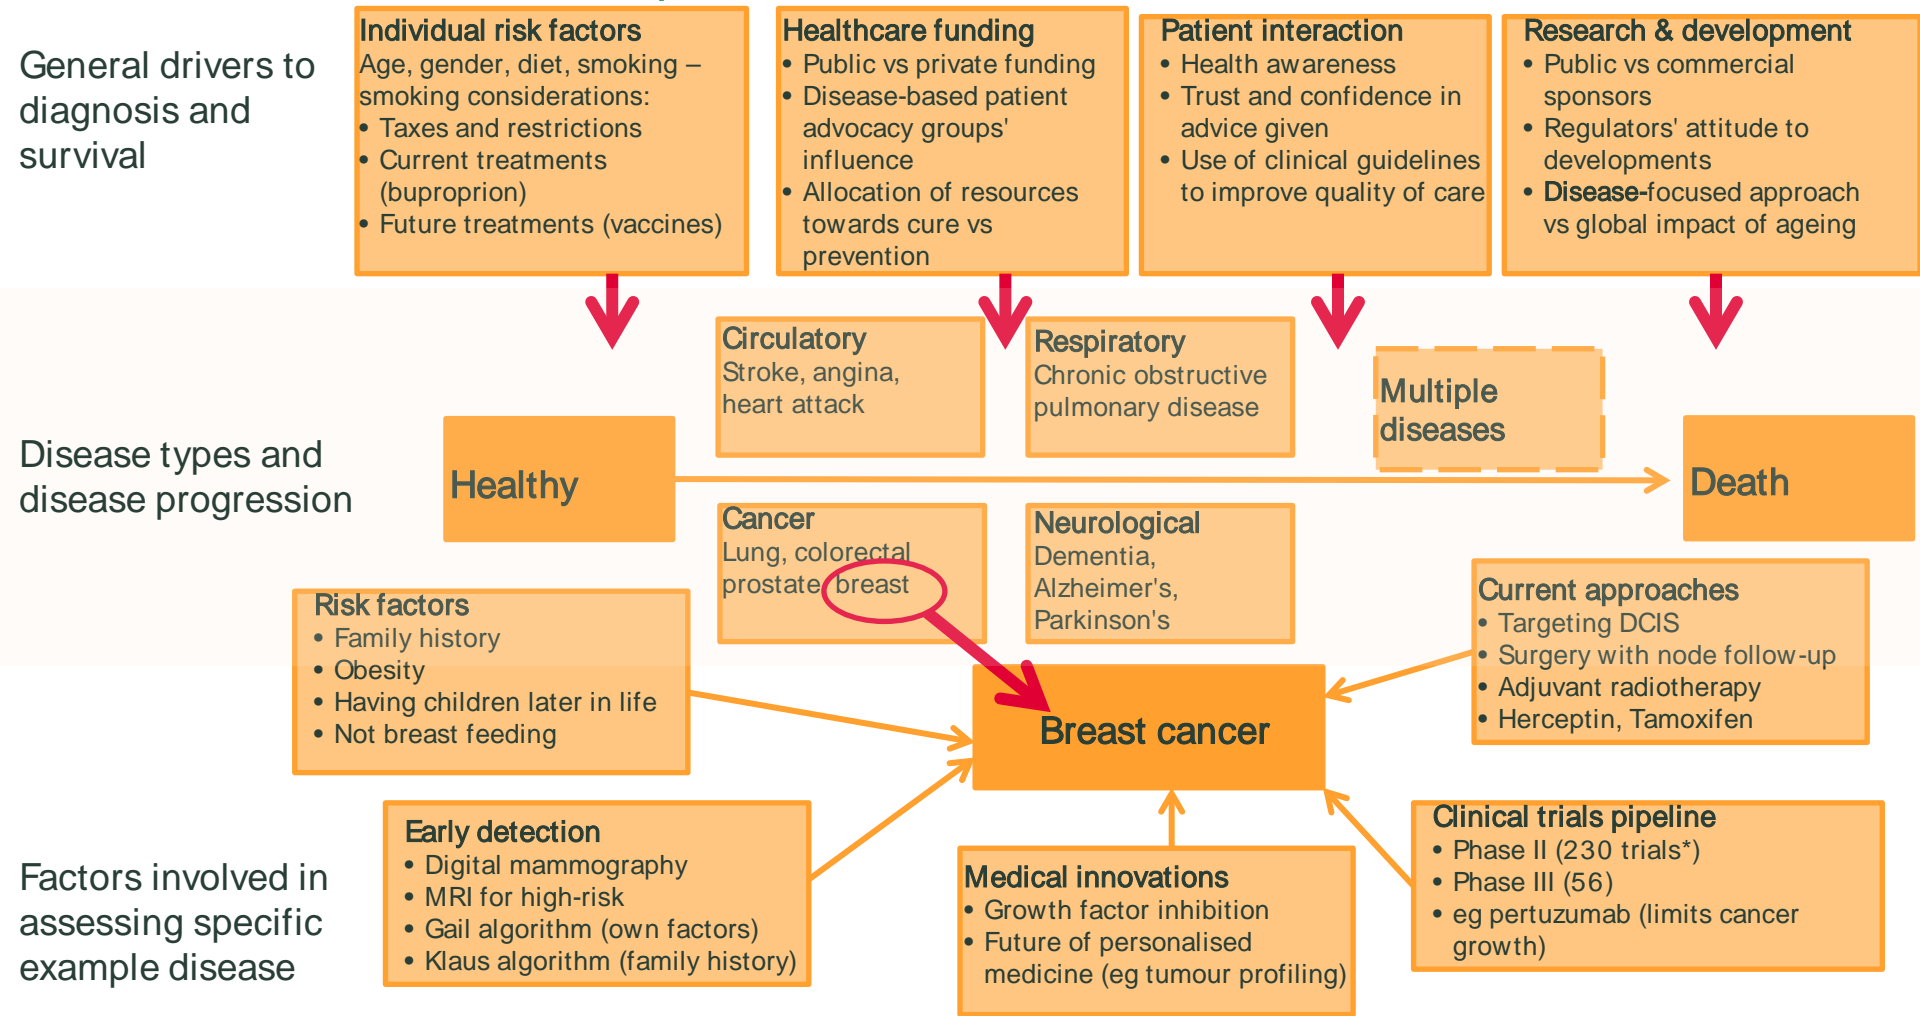 General drivers to
diagnosis and
survival
Individual risk factors
Age, gender, diet, smoking –
smoking considerations:
• Taxes and restrictions
• Current treatments
(buproprion)
• Future treatments (vaccines)
Healthcare funding
• Public vs private funding
• Disease-based patient
advocacy groups'
influence
• Allocation of resources
towards cure vs
prevention
Patient interaction
• Health awareness
• Trust and confidence in
advice given
• Use of clinical guidelines
to improve quality of care
Research & development
• Public vs commercial
sponsors
• Regulators' attitude to
developments
• Disease-focused approach
vs global impact of ageing
Disease types and
disease progression
Healthy
Circulatory
Stroke, angina,
heart attack
Respiratory
Chronic obstructive
pulmonary disease
Multiple
diseases
Death
Cancer
Lung, colorectal
prostate, breast
Neurological
Dementia,
Alzheimer's,
Parkinson's
Factors involved in
assessing specific
example disease
Risk factors
• Family history
• Obesity
• Having children later in life
• Not breast feeding
Breast cancer
Current approaches
• Targeting DCIS
• Surgery with node follow-up
• Adjuvant radiotherapy
• Herceptin, Tamoxifen
Early detection
• Digital mammography
• MRI for high-risk
• Gail algorithm (own factors)
• Klaus algorithm (family history)
Medical innovations
• Growth factor inhibition
• Future of personalised
medicine (eg tumour profiling)
Clinical trials pipeline
• Phase II (230 trials*)
• Phase III (56)
• eg pertuzumab (limits cancer
growth)